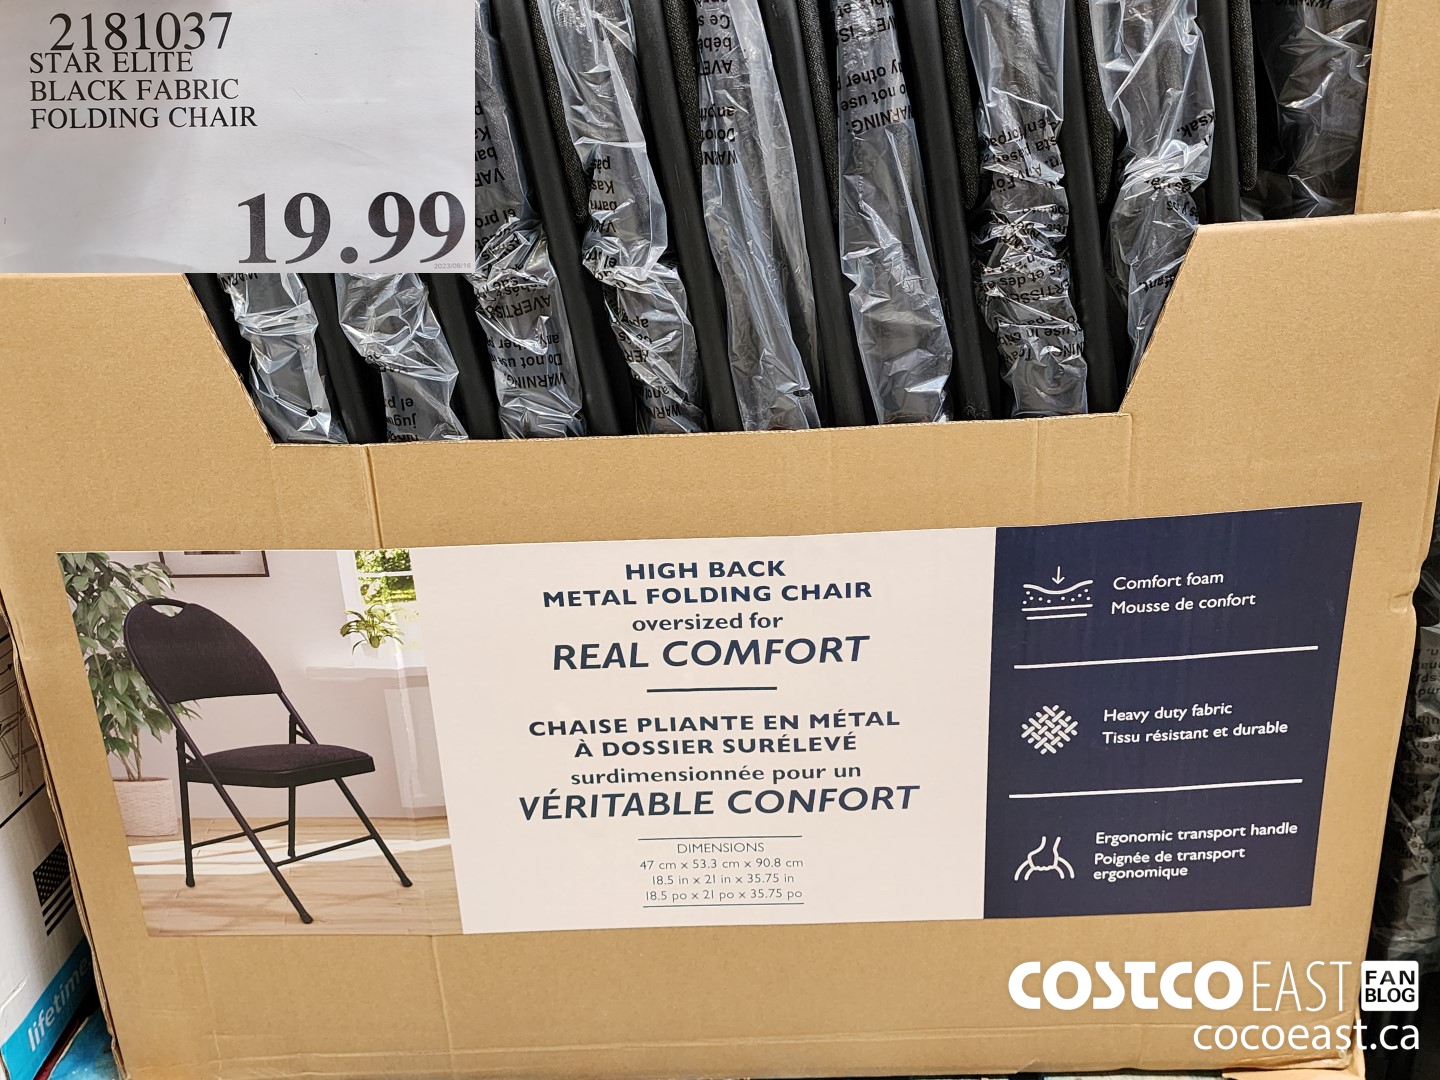 2181037
STAR ELITE
BLACK FABRIC
FOLDING CHAIR
19.99
2023/08/16
HIGH BACK
METAL FOLDING CHAIR
oversized for
REAL COMFORT
CHAISE PLIANTE EN MÉTAL
À DOSSIER SURÉLEVÉ
surdimensionnée pour un
VÉRITABLE CONFORT
DIMENSIONS
47 cm x 53.3 cm x 90.8 cm
18.5 in x 21 in x 35.75 in
18.5 po x 21 po x 35.75 po
Comfort foam
Mousse de confort
Heavy duty fabric
Tissu résistant et durable
Ergonomic transport handle
Poignée de transport
ergonomique
lifetime
COSTCO EAST FAN
BLOG
cocoeast.ca